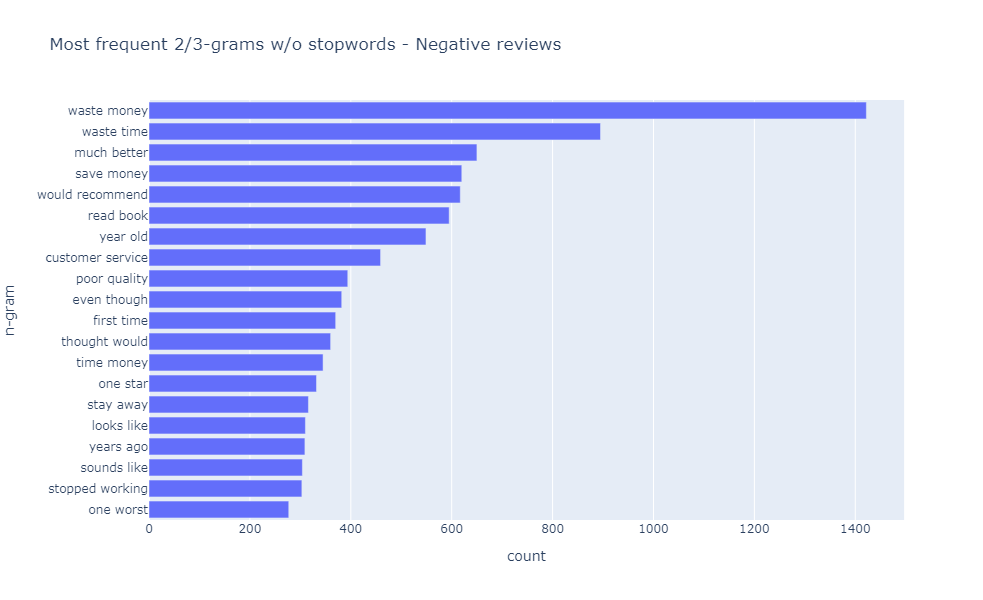 Most frequent 2/3-grams w/o stopwords - Negative reviews
n-gram
waste money
waste time
much better
save money
would recommend
read book
year old
customer service
poor quality
even though
first time
thought would
time money
one star
stay away
looks like
years ago
sounds like
stopped working
one worst
0 200 400 600 800 1000 1200 1400
count